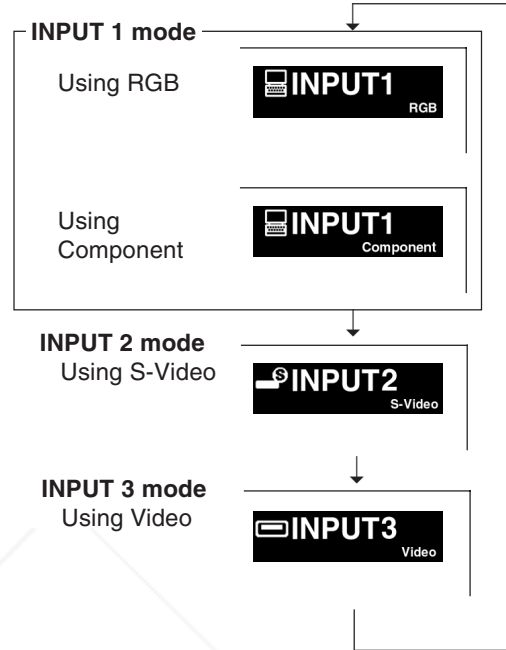 INPUT 1 mode
Using RGB
INPUT1
RGB
Using
Component
INPUT1
Component
INPUT 2 mode
Using S-Video
S
INPUT2
S-Video
INPUT 3 mode
Using Video
INPUT3
Video